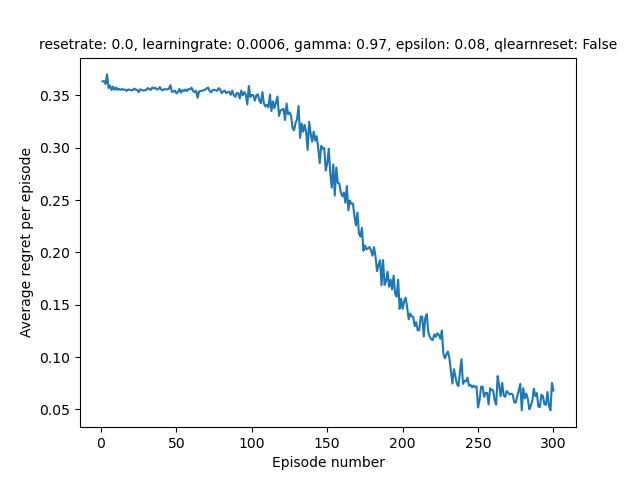 resetrate: 0.0, learningrate: 0.0006, gamma: 0.97, epsilon: 0.08, qlearnreset: False
Average regret per episode
0.35
0.30
0.25
0.20
0.15
0.10
0.05
0 50 100 150 200 250 300
Episode number